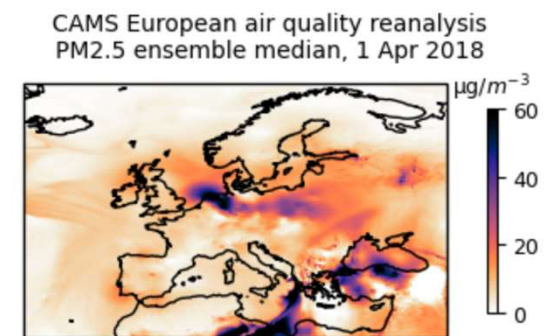 CAMS European air quality reanalysis
PM2.5 ensemble median, 1 Apr 2018
μg/m⁻³
60
40
20
0